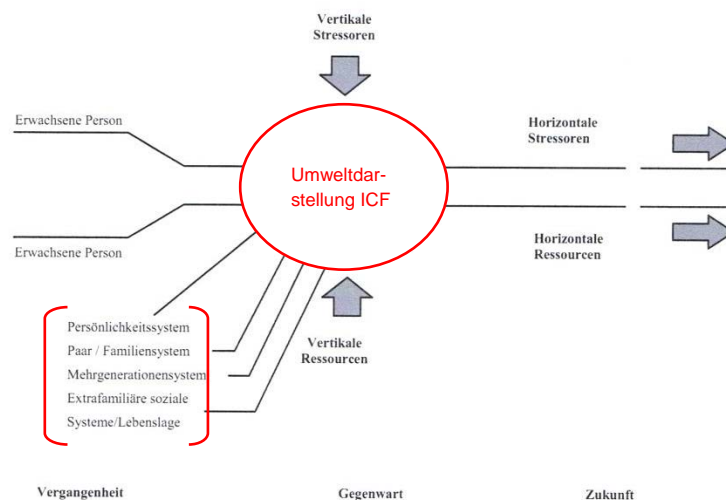 Vertikale
Stressoren
Erwachsene Person
Horizontale
Stressoren
Umweltdar-
stellung ICF
Erwachsene Person
Horizontale
Ressourcen
Persönlichkeitssystem
Paar / Familiensystem
Mehrgenerationensystem
Extrafamiliäre soziale
Systeme/Lebenslage
Vertikale
Ressourcen
Vergangenheit
Gegenwart
Zukunft